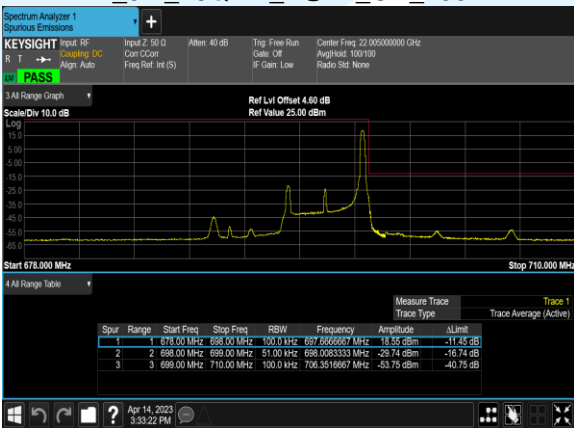 Spectrum Analyzer 1
Spurious Emissions
+
KEYSIGHT Input: RF Input Z: 50 Ω Atten: 40 dB Trig: Free Run Center Freq: 22.005000000 GHz
R T Coupling: DC Corr CCorr Gate: Off Avg|Hold: 100/100
Align: Auto Freq Ref: Int (S) IF Gain: Low Radio Std: None
PASS
3 All Range Graph
Ref Lvl Offset 4.60 dB
Scale/Div 10.0 dB Ref Value 25.00 dBm
Log
15.0
5.00
-5.00
-15.0
-25.0
-35.0
-45.0
-55.0
-65.0
Start 678.000 MHz Stop 710.000 MHz
4 All Range Table
Measure Trace Trace 1
Trace Type Trace Average (Active)
Spur Range Start Freq Stop Freq RBW Frequency Amplitude ΔLimit
1 1 678.00 MHz 698.00 MHz 100.0 kHz 697.6666667 MHz 18.55 dBm -11.45 dB
2 2 698.00 MHz 699.00 MHz 51.00 kHz 698.0083333 MHz -29.74 dBm -16.74 dB
3 3 699.00 MHz 710.00 MHz 100.0 kHz 706.3516667 MHz -53.75 dBm -40.75 dB
? Apr 14, 2023
3:33:22 PM